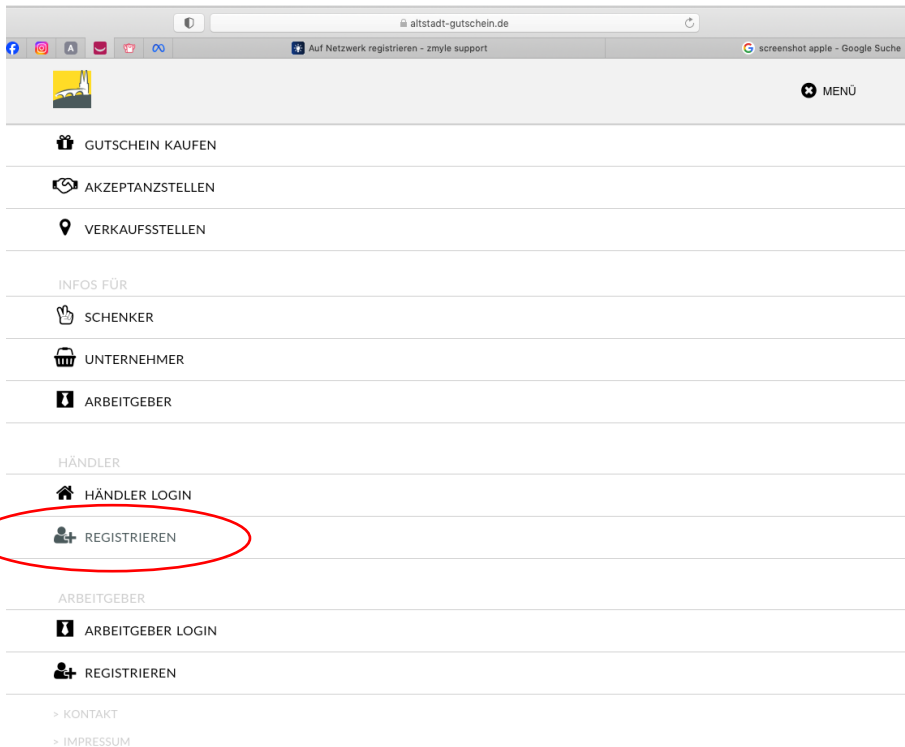 altstadt-gutschein.de
A
Auf Netzwerk registrieren - zmyle support
G screenshot apple - Google Suche
MENÜ
GUTSCHEIN KAUFEN
AKZEPTANZSTELLEN
VERKAUFSSTELLEN
INFOS FÜR
SCHENKER
UNTERNEHMER
ARBEITGEBER
HÄNDLER
HÄNDLER LOGIN
REGISTRIEREN
ARBEITGEBER
ARBEITGEBER LOGIN
REGISTRIEREN
> KONTAKT
> IMPRESSUM